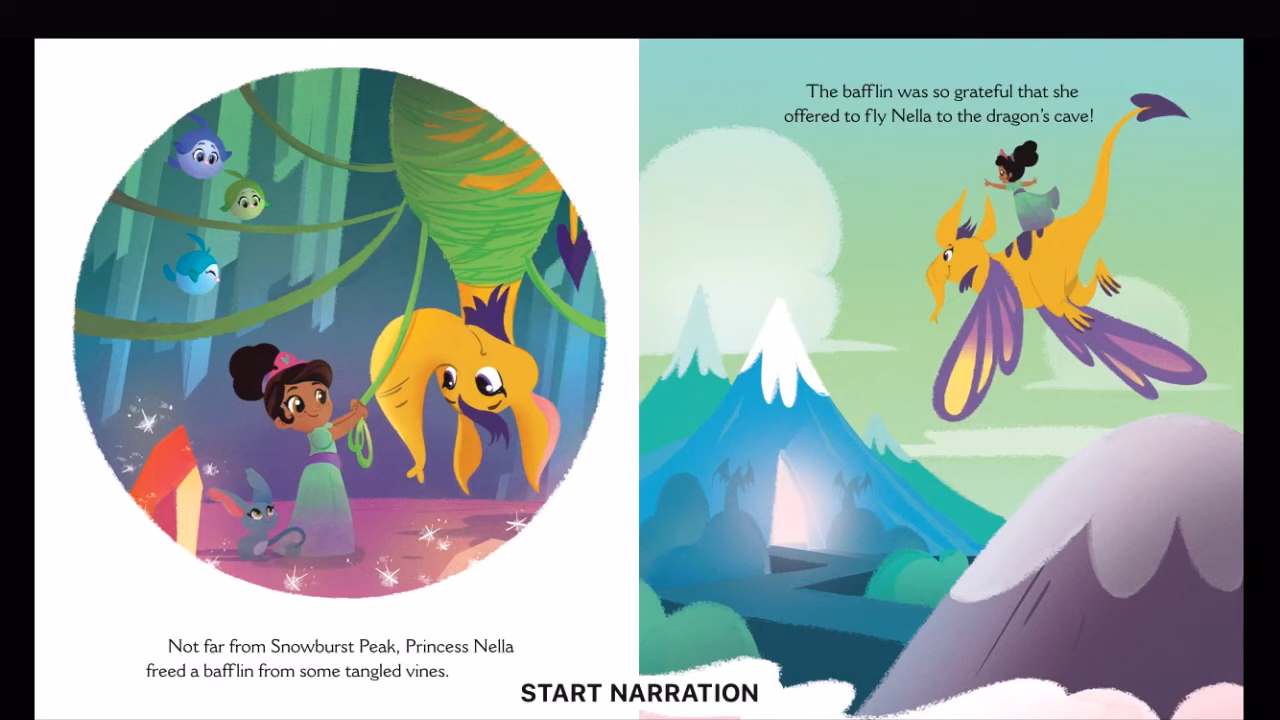 Not far from Snowburst Peak, Princess Nella
freed a bafflin from some tangled vines.
The bafflin was so grateful that she
offered to fly Nella to the dragon's cave!
START NARRATION